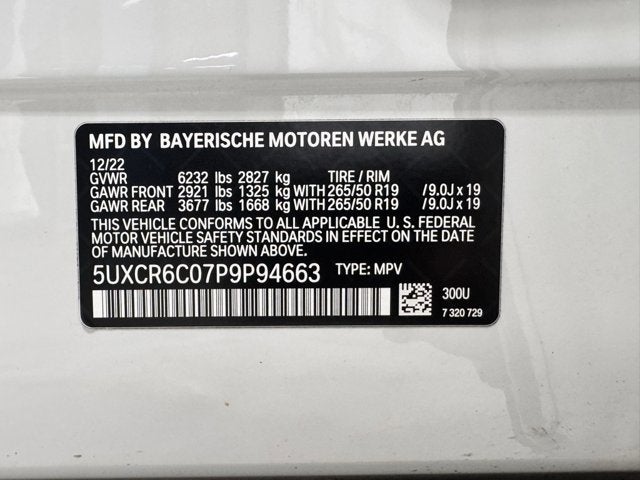 MFD BY BAYERISCHE MOTOREN WERKE AG
12/22
GVWR 6232 lbs 2827 kg TIRE / RIM
GAWR FRONT 2921 lbs 1325 kg WITH 265/50 R19 /9.0J x 19
GAWR REAR 3677 lbs 1668 kg WITH 265/50 R19 /9.0J x 19
THIS VEHICLE CONFORMS TO ALL APPLICABLE U. S. FEDERAL
MOTOR VEHICLE SAFETY STANDARDS IN EFFECT ON THE DATE
OF MANUFACTURE SHOWN ABOVE.
5UXCR6C07P9P94663 TYPE: MPV
300U
7 320 729